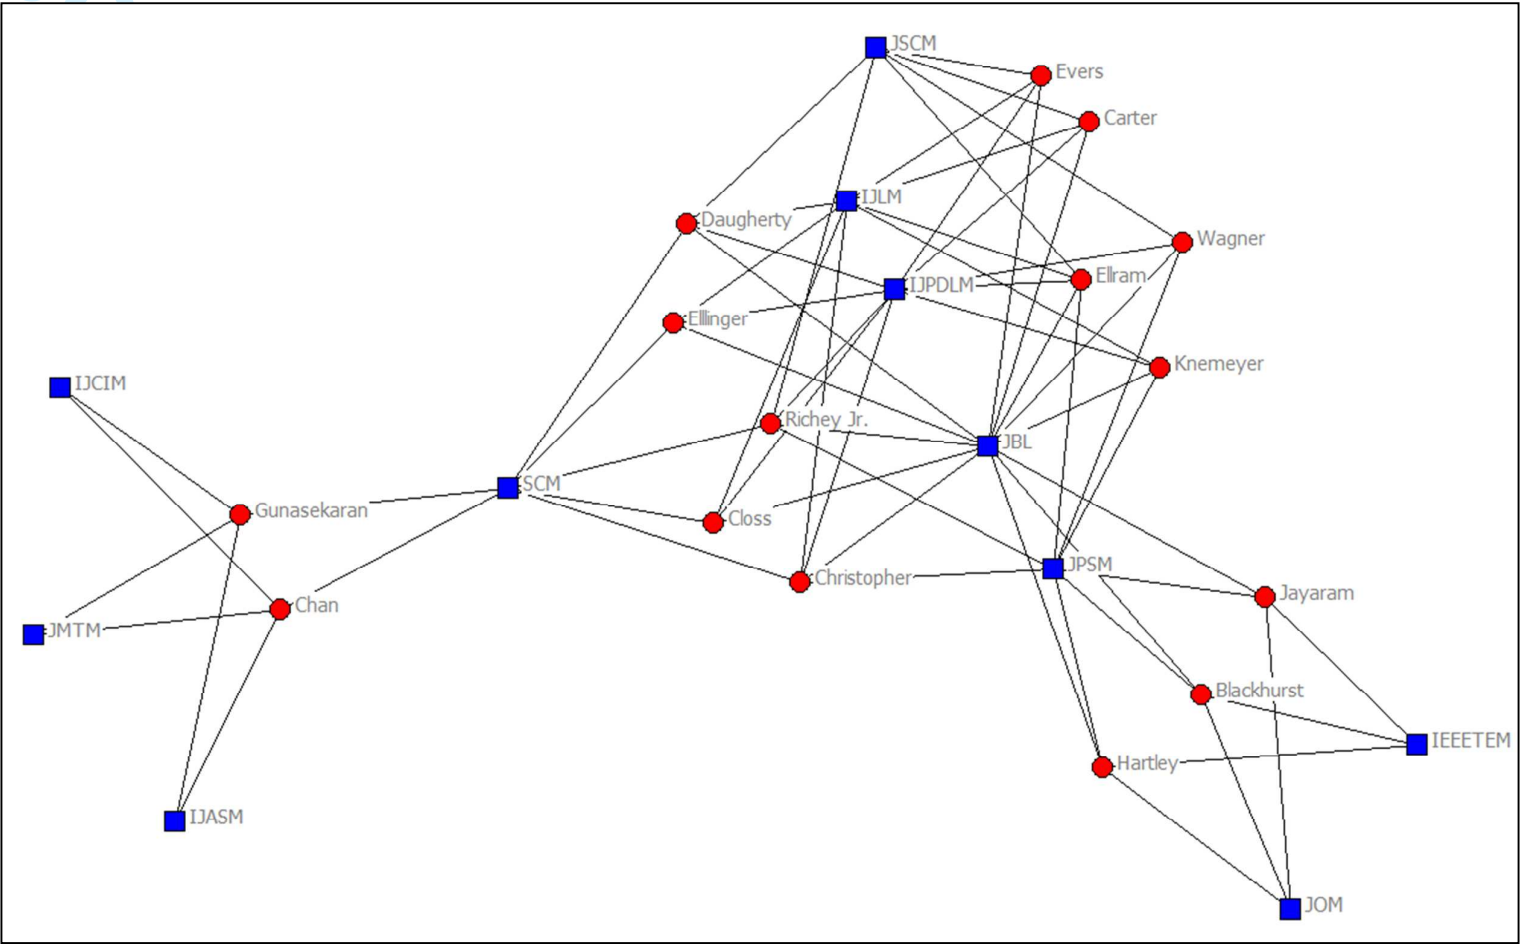 JSCM
Evers
Carter
IJLM
Daugherty
Wagner
Ellram
IJPDLM
Elllinger
Knemeyer
IJCIM
Richey Jr.
JBL
SCM
Gunasekaran
Closs
JPSM
Christopher
Jayaram
Chan
JMTM
Blackhurst
IEEETEM
Hartley
IJASM
JOM